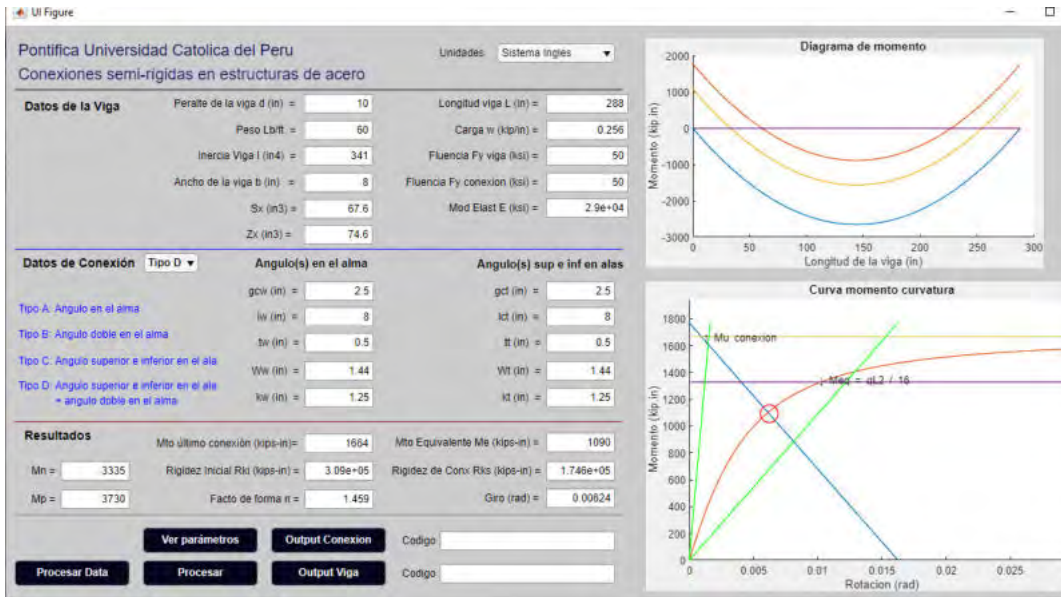 UI Figure
Pontifica Universidad Catolica del Peru
Conexiones semi-rigidas en estructuras de acero
Unidades Sistema Ingles
Datos de la Viga
Peralte de la viga d (in) = 10
Longitud viga L (in) = 288
Peso Lb/ft = 60
Carga w (kip/in) = 0.256
Inercia Viga I (in4) = 341
Fluencia Fy viga (ksi) = 50
Ancho de la viga b (in) = 8
Fluencia Fy conexion (ksi) = 50
Sx (in3) = 67.6
Mod Elast E (ksi) = 2.9e+04
Zx (in3) = 74.6
Datos de Conexión Tipo D
Angulo(s) en el alma
Angulo(s) sup e inf en alas
gcw (in) = 2.5
gct (in) = 2.5
Tipo A: Angulo en el alma
lw (in) = 8
lct (in) = 8
Tipo B: Angulo doble en el alma
tw (in) = 0.5
tt (in) = 0.5
Tipo C: Angulo superior e inferior en el ala
Ww (in) = 1.44
Wt (in) = 1.44
Tipo D: Angulo superior e inferior en el ala
+ angulo doble en el alma
kw (in) = 1.25
kt (in) = 1.25
Resultados
Mto último conexión (kips-in)= 1664
Mto Equivalente Me (kips-in) = 1090
Mn = 3335
Rigidez Inicial Rki (kips-in) = 3.09e+05
Rigidez de Conx Rks (kips-in) = 1.746e+05
Mp = 3730
Facto de forma n = 1.459
Giro (rad) = 0.00624
Ver parámetros
Output Conexion
Codigo
Procesar Data
Procesar
Output Viga
Codigo
Diagrama de momento
2000
1000
0
-1000
-2000
-3000
Momento (kip.in)
0 50 100 150 200 250 300
Longitud de la viga (in)
Curva momento curvatura
1800
1600
1400
1200
1000
800
600
400
200
0
Momento (kip.in)
Mu conexion
Meq = qL2 / 16
0 0.005 0.01 0.015 0.02 0.025
Rotacion (rad)